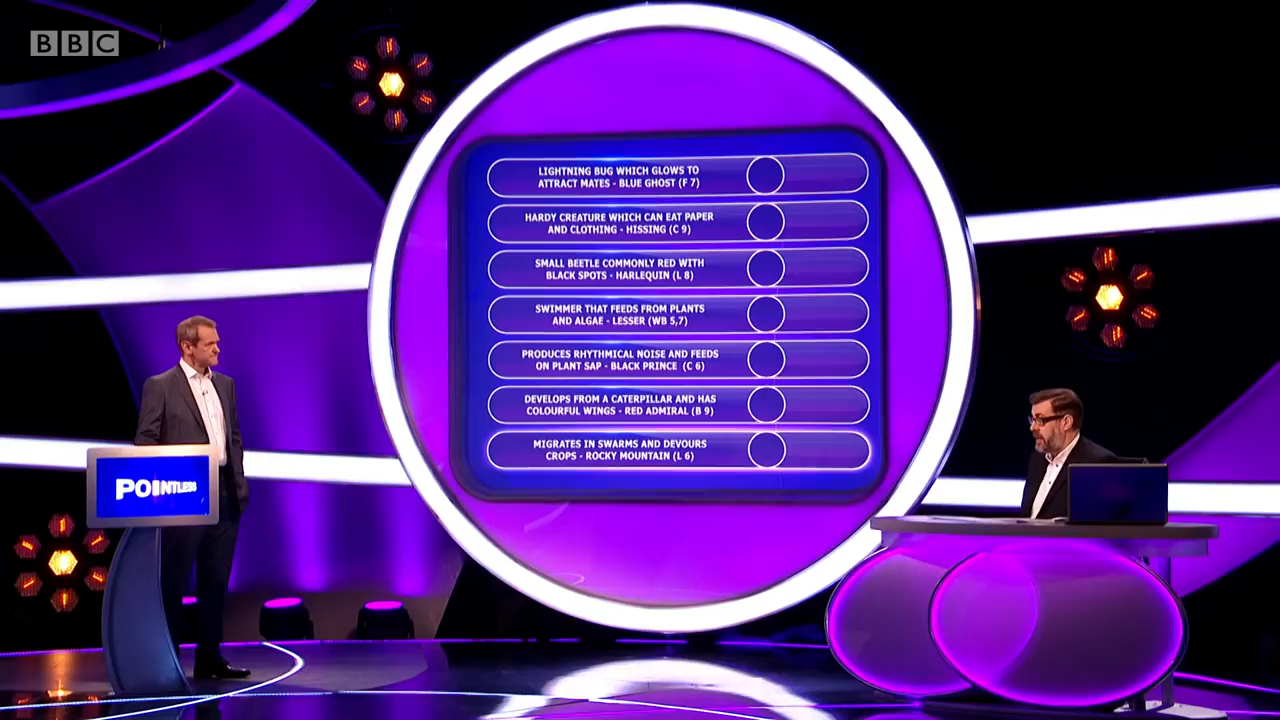 BBC
LIGHTNING BUG WHICH GLOWS TO
ATTRACT MATES - BLUE GHOST (F 7)
HARDY CREATURE WHICH CAN EAT PAPER
AND CLOTHING - HISSING (C 9)
SMALL BEETLE COMMONLY RED WITH
BLACK SPOTS - HARLEQUIN (L 8)
SWIMMER THAT FEEDS FROM PLANTS
AND ALGAE - LESSER (WB 5,7)
PRODUCES RHYTHMICAL NOISE AND FEEDS
ON PLANT SAP - BLACK PRINCE (C 6)
DEVELOPS FROM A CATERPILLAR AND HAS
COLOURFUL WINGS - RED ADMIRAL (B 9)
MIGRATES IN SWARMS AND DEVOURS
CROPS - ROCKY MOUNTAIN (L 6)
POINTLESS